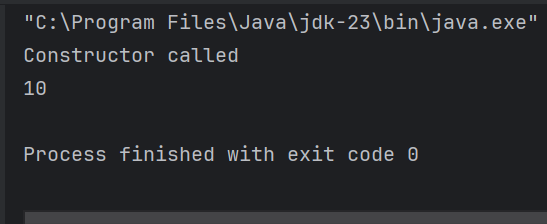 "C:\Program Files\Java\jdk-23\bin\java.exe"
Constructor called
10
Process finished with exit code 0